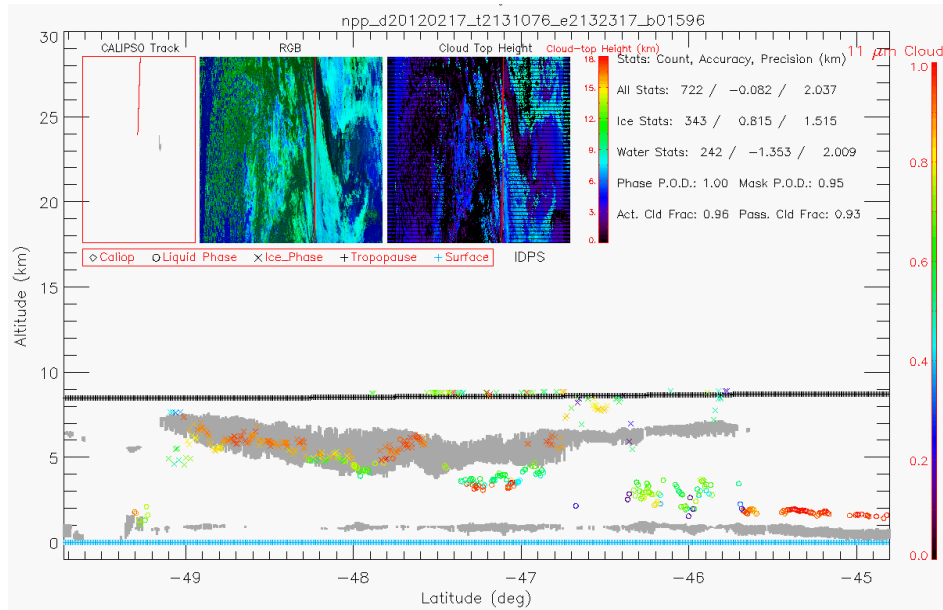 npp_d20120217_t2131076_e2132317_b01596
CALIPSO Track
RGB
Cloud Top Height
Cloud-top Height (km)
18.
15.
12.
9.
6.
3.
0.
Stats: Count, Accuracy, Precision (km)
All Stats: 722 / -0.082 / 2.037
Ice Stats: 343 / 0.815 / 1.515
Water Stats: 242 / -1.353 / 2.009
Phase P.O.D.: 1.00 Mask P.O.D.: 0.95
Act. Cld Frac: 0.96 Pass. Cld Frac: 0.93
Caliop Liquid Phase Ice_Phase Tropopause Surface
IDPS
11 μm Cloud
1.0
0.8
0.6
0.4
0.2
0.0
Altitude (km)
30
25
20
15
10
5
0
-49 -48 -47 -46 -45
Latitude (deg)